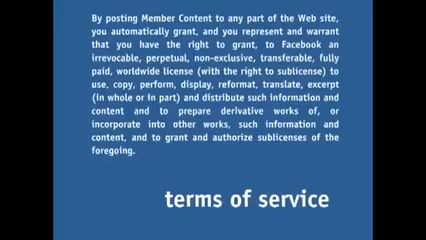 By posting Member Content to any part of the Web site,
you automatically grant, and you represent and warrant
that you have the right to grant, to Facebook an
irrevocable, perpetual, non-exclusive, transferable, fully
paid, worldwide license (with the right to sublicense) to
use, copy, perform, display, reformat, translate, excerpt
(in whole or in part) and distribute such information and
content and to prepare derivative works of, or
incorporate into other works, such information and
content, and to grant and authorize sublicenses of the
foregoing.
terms of service